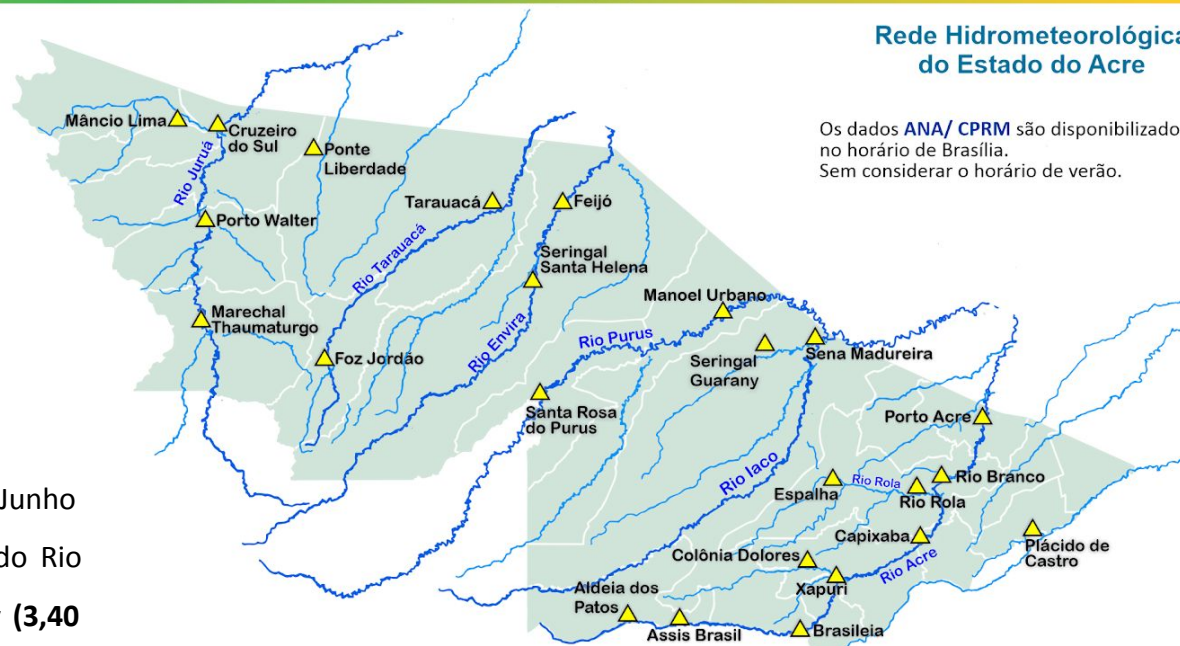 Rede Hidrometeorológica
do Estado do Acre
Os dados ANA/ CPRM são disponibilizado
no horário de Brasília.
Sem considerar o horário de verão.
Mâncio Lima
Cruzeiro
do Sul
Ponte
Liberdade
Rio Juruá
Porto Walter
Tarauacá
Feijó
Rio Tarauacá
Seringal
Santa Helena
Marechal
Thaumaturgo
Foz Jordão
Rio Envira
Manoel Urbano
Rio Purus
Seringal
Guarany
Sena Madureira
Santa Rosa
do Purus
Porto Acre
Rio Iaco
Espalha
Rio Rola
Rio Rola
Rio Branco
Capixaba
Plácido de
Castro
Colônia Dolores
Rio Acre
Xapuri
Aldeia dos
Patos
Assis Brasil
Brasileia
Junho
do Rio
(3,40